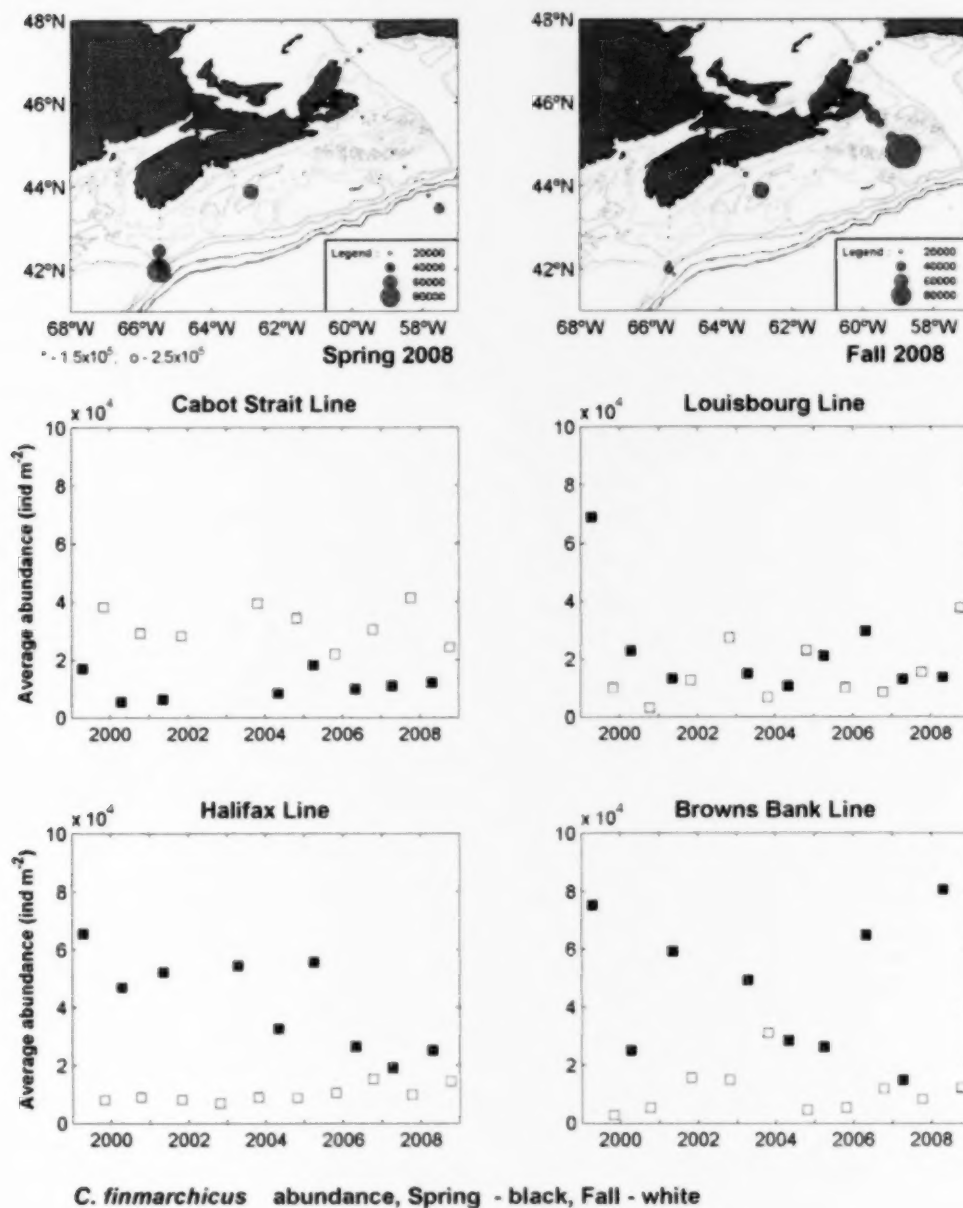 48°N
46°N
44°N
42°N
68°W 66°W 64°W 62°W 60°W 58°W
Legend :
20000
40000
60000
80000
° - 1.5x10⁵, o - 2.5x10⁵
Spring 2008
48°N
46°N
44°N
42°N
68°W 66°W 64°W 62°W 60°W 58°W
Legend :
20000
40000
60000
80000
Fall 2008
Cabot Strait Line
x 10⁴
Average abundance (ind m⁻²)
10
8
6
4
2
0
2000 2002 2004 2006 2008
Louisbourg Line
x 10⁴
10
8
6
4
2
0
2000 2002 2004 2006 2008
Halifax Line
x 10⁴
Average abundance (ind m⁻²)
10
8
6
4
2
0
2000 2002 2004 2006 2008
Browns Bank Line
x 10⁴
10
8
6
4
2
0
2000 2002 2004 2006 2008
C. finmarchicus abundance, Spring - black, Fall - white